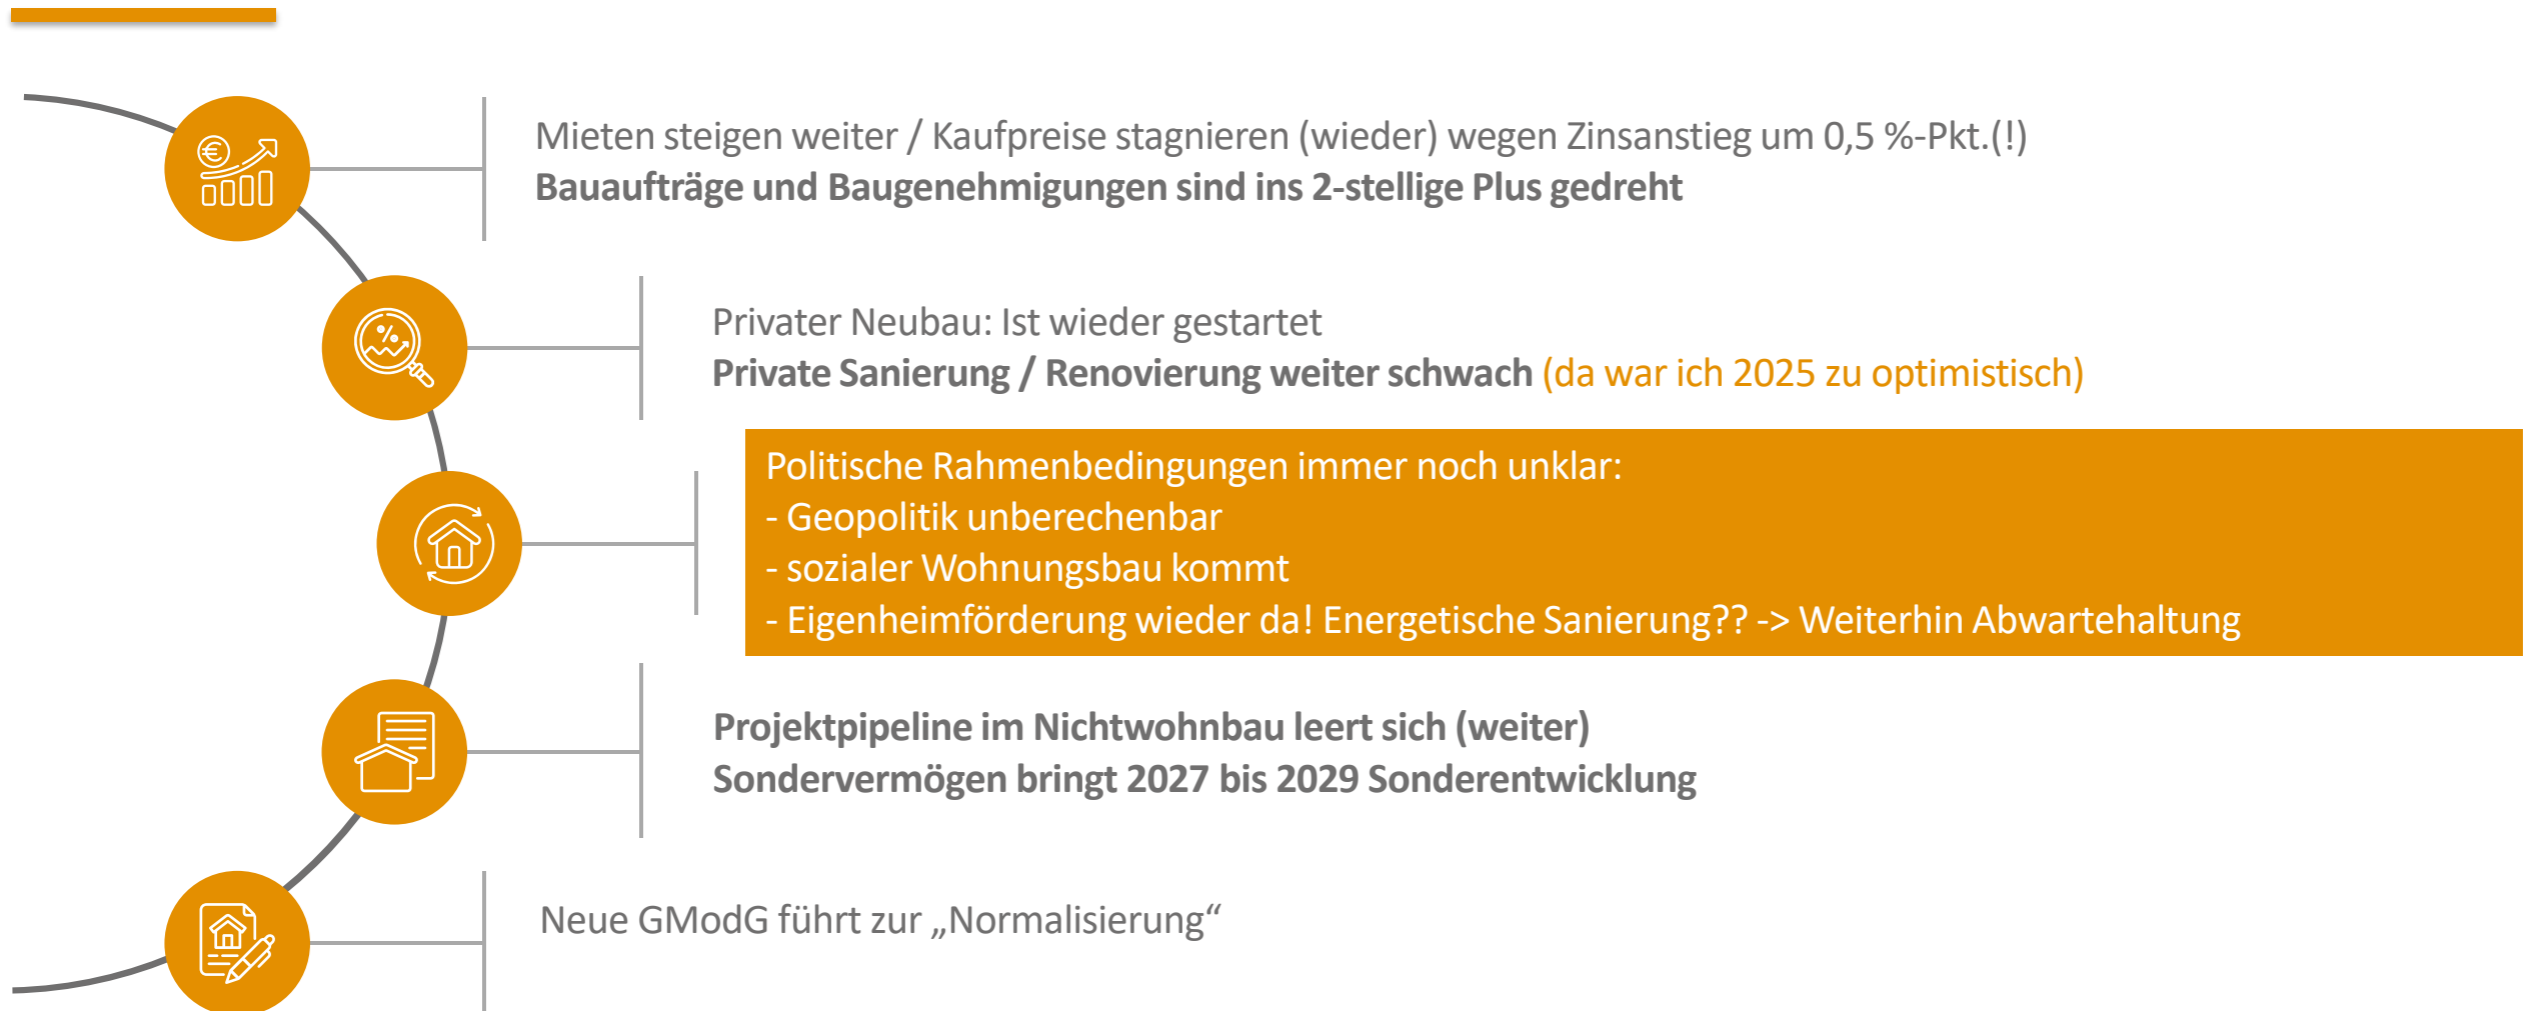 Mieten steigen weiter / Kaufpreise stagnieren (wieder) wegen Zinsanstieg um 0,5 %-Pkt.(!)
Bauaufträge und Baugenehmigungen sind ins 2-stellige Plus gedreht
Privater Neubau: Ist wieder gestartet
Private Sanierung / Renovierung weiter schwach (da war ich 2025 zu optimistisch)
Politische Rahmenbedingungen immer noch unklar:
- Geopolitik unberechenbar
- sozialer Wohnungsbau kommt
- Eigenheimförderung wieder da! Energetische Sanierung?? -> Weiterhin Abwartehaltung
Projektpipeline im Nichtwohnbau leert sich (weiter)
Sondervermögen bringt 2027 bis 2029 Sonderentwicklung
Neue GModG führt zur „Normalisierung“